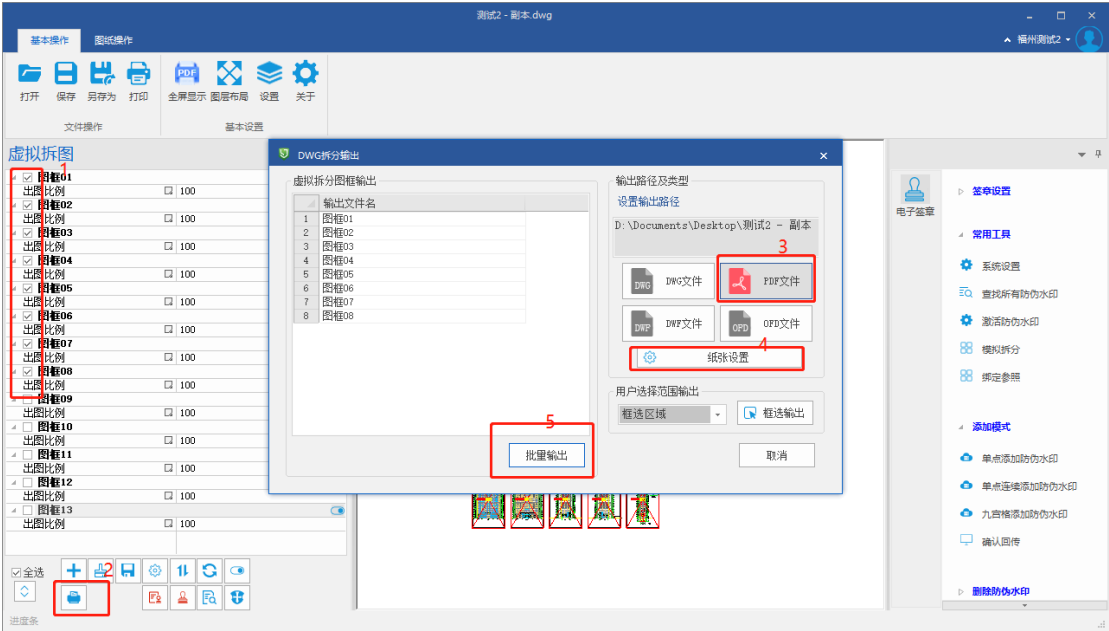 测试2 - 副本.dwg
基本操作 图纸操作
福州测试2
PDF
打开 保存 另存为 打印 全屏显示 图层布局 设置 关于
文件操作 基本设置
虚拟拆图
1
图框01
出图比例 100
图框02
出图比例 100
图框03
出图比例 100
图框04
出图比例 100
图框05
出图比例 100
图框06
出图比例 100
图框07
出图比例 100
图框08
出图比例 100
图框09
出图比例 100
图框10
出图比例 100
图框11
出图比例 100
图框12
出图比例 100
图框13
出图比例 100
全选
2
进度条
DWG拆分输出
虚拟拆分图框输出
输出文件名
1 图框01
2 图框02
3 图框03
4 图框04
5 图框05
6 图框06
7 图框07
8 图框08
5
批量输出
输出路径及类型
设置输出路径
D:\Documents\Desktop\测试2 - 副本
3
DWG DWG文件 PDF文件
DWF DWF文件 OFD OFD文件
4
纸张设置
用户选择范围输出
框选区域 框选输出
取消
电子签章
签章设置
常用工具
系统设置
查找所有防伪水印
激活防伪水印
模拟拆分
绑定参照
添加模式
单点添加防伪水印
单点连续添加防伪水印
九宫格添加防伪水印
确认回传
删除防伪水印